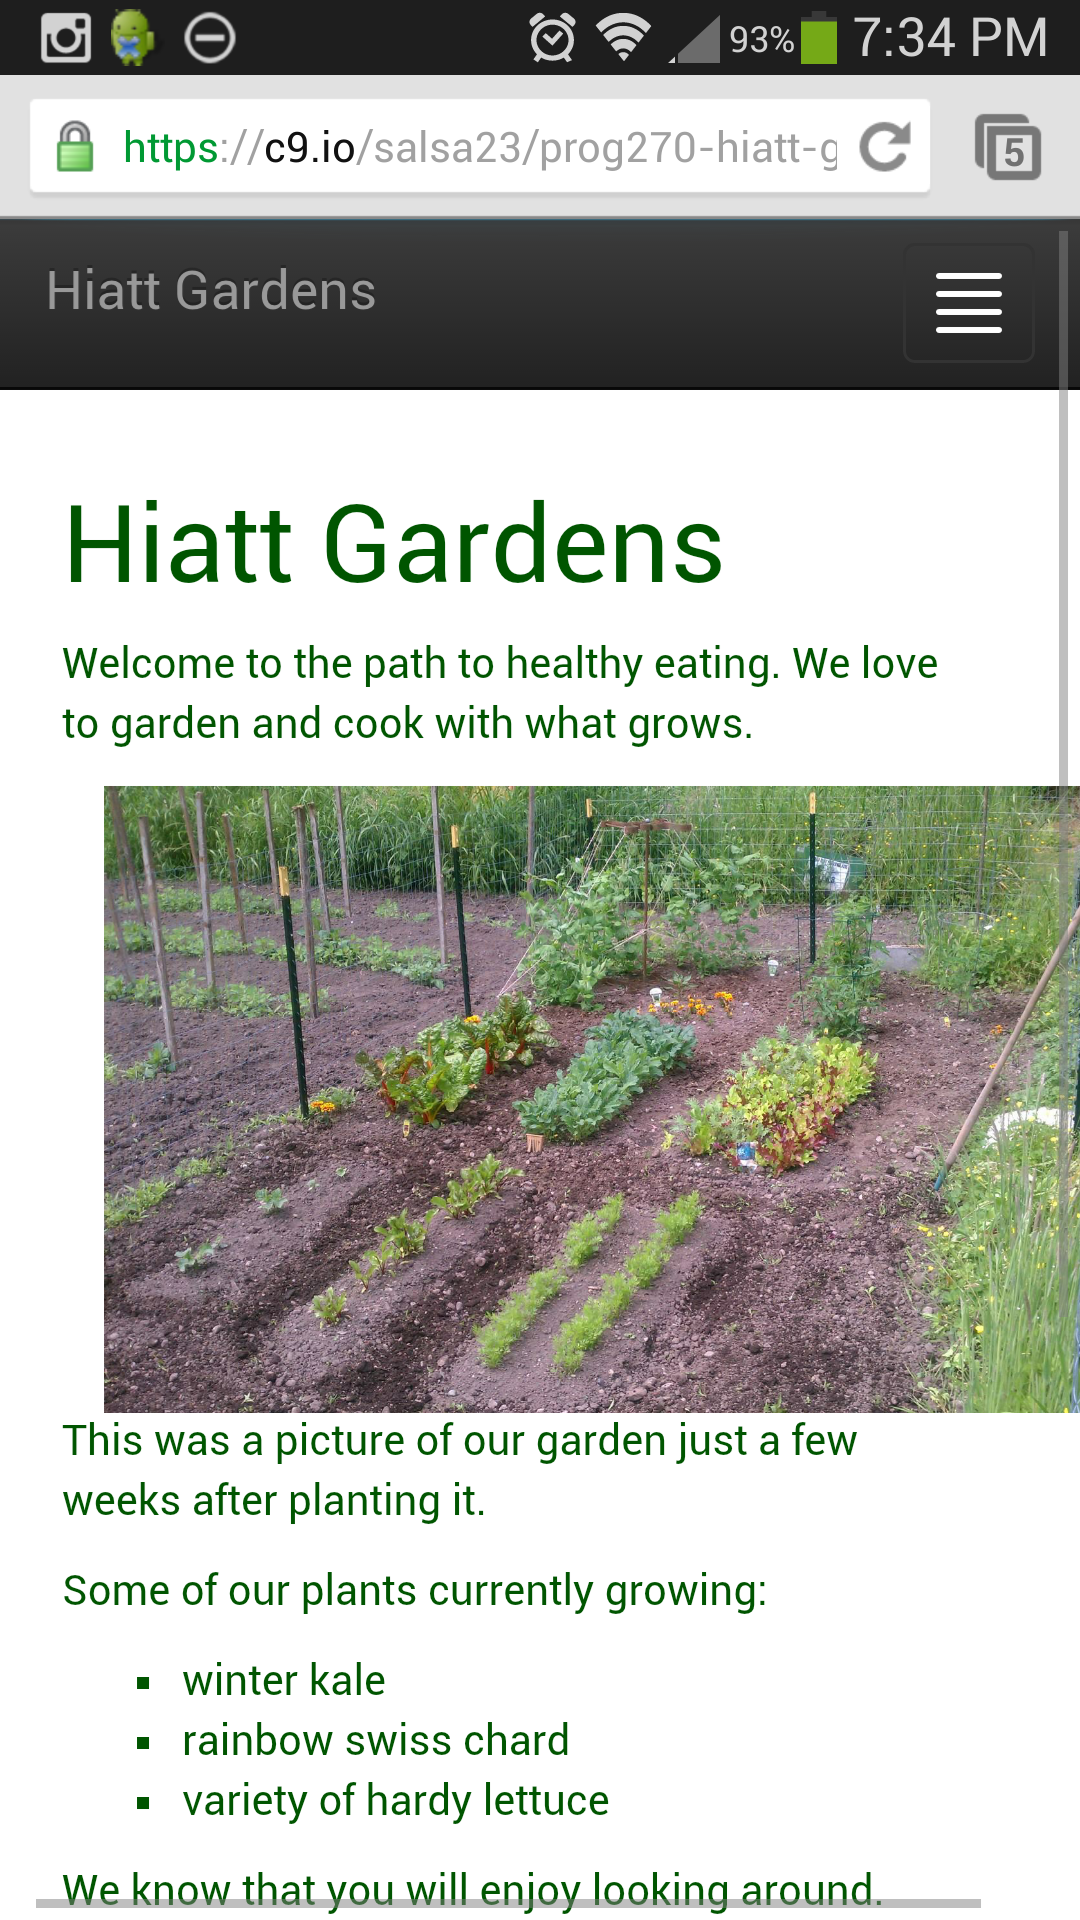 93% 7:34 PM
https://c9.io/salsa23/prog270-hiatt-g
5
Hiatt Gardens
Hiatt Gardens
Welcome to the path to healthy eating. We love
to garden and cook with what grows.
This was a picture of our garden just a few
weeks after planting it.
Some of our plants currently growing:
▪ winter kale
▪ rainbow swiss chard
▪ variety of hardy lettuce
We know that you will enjoy looking around.